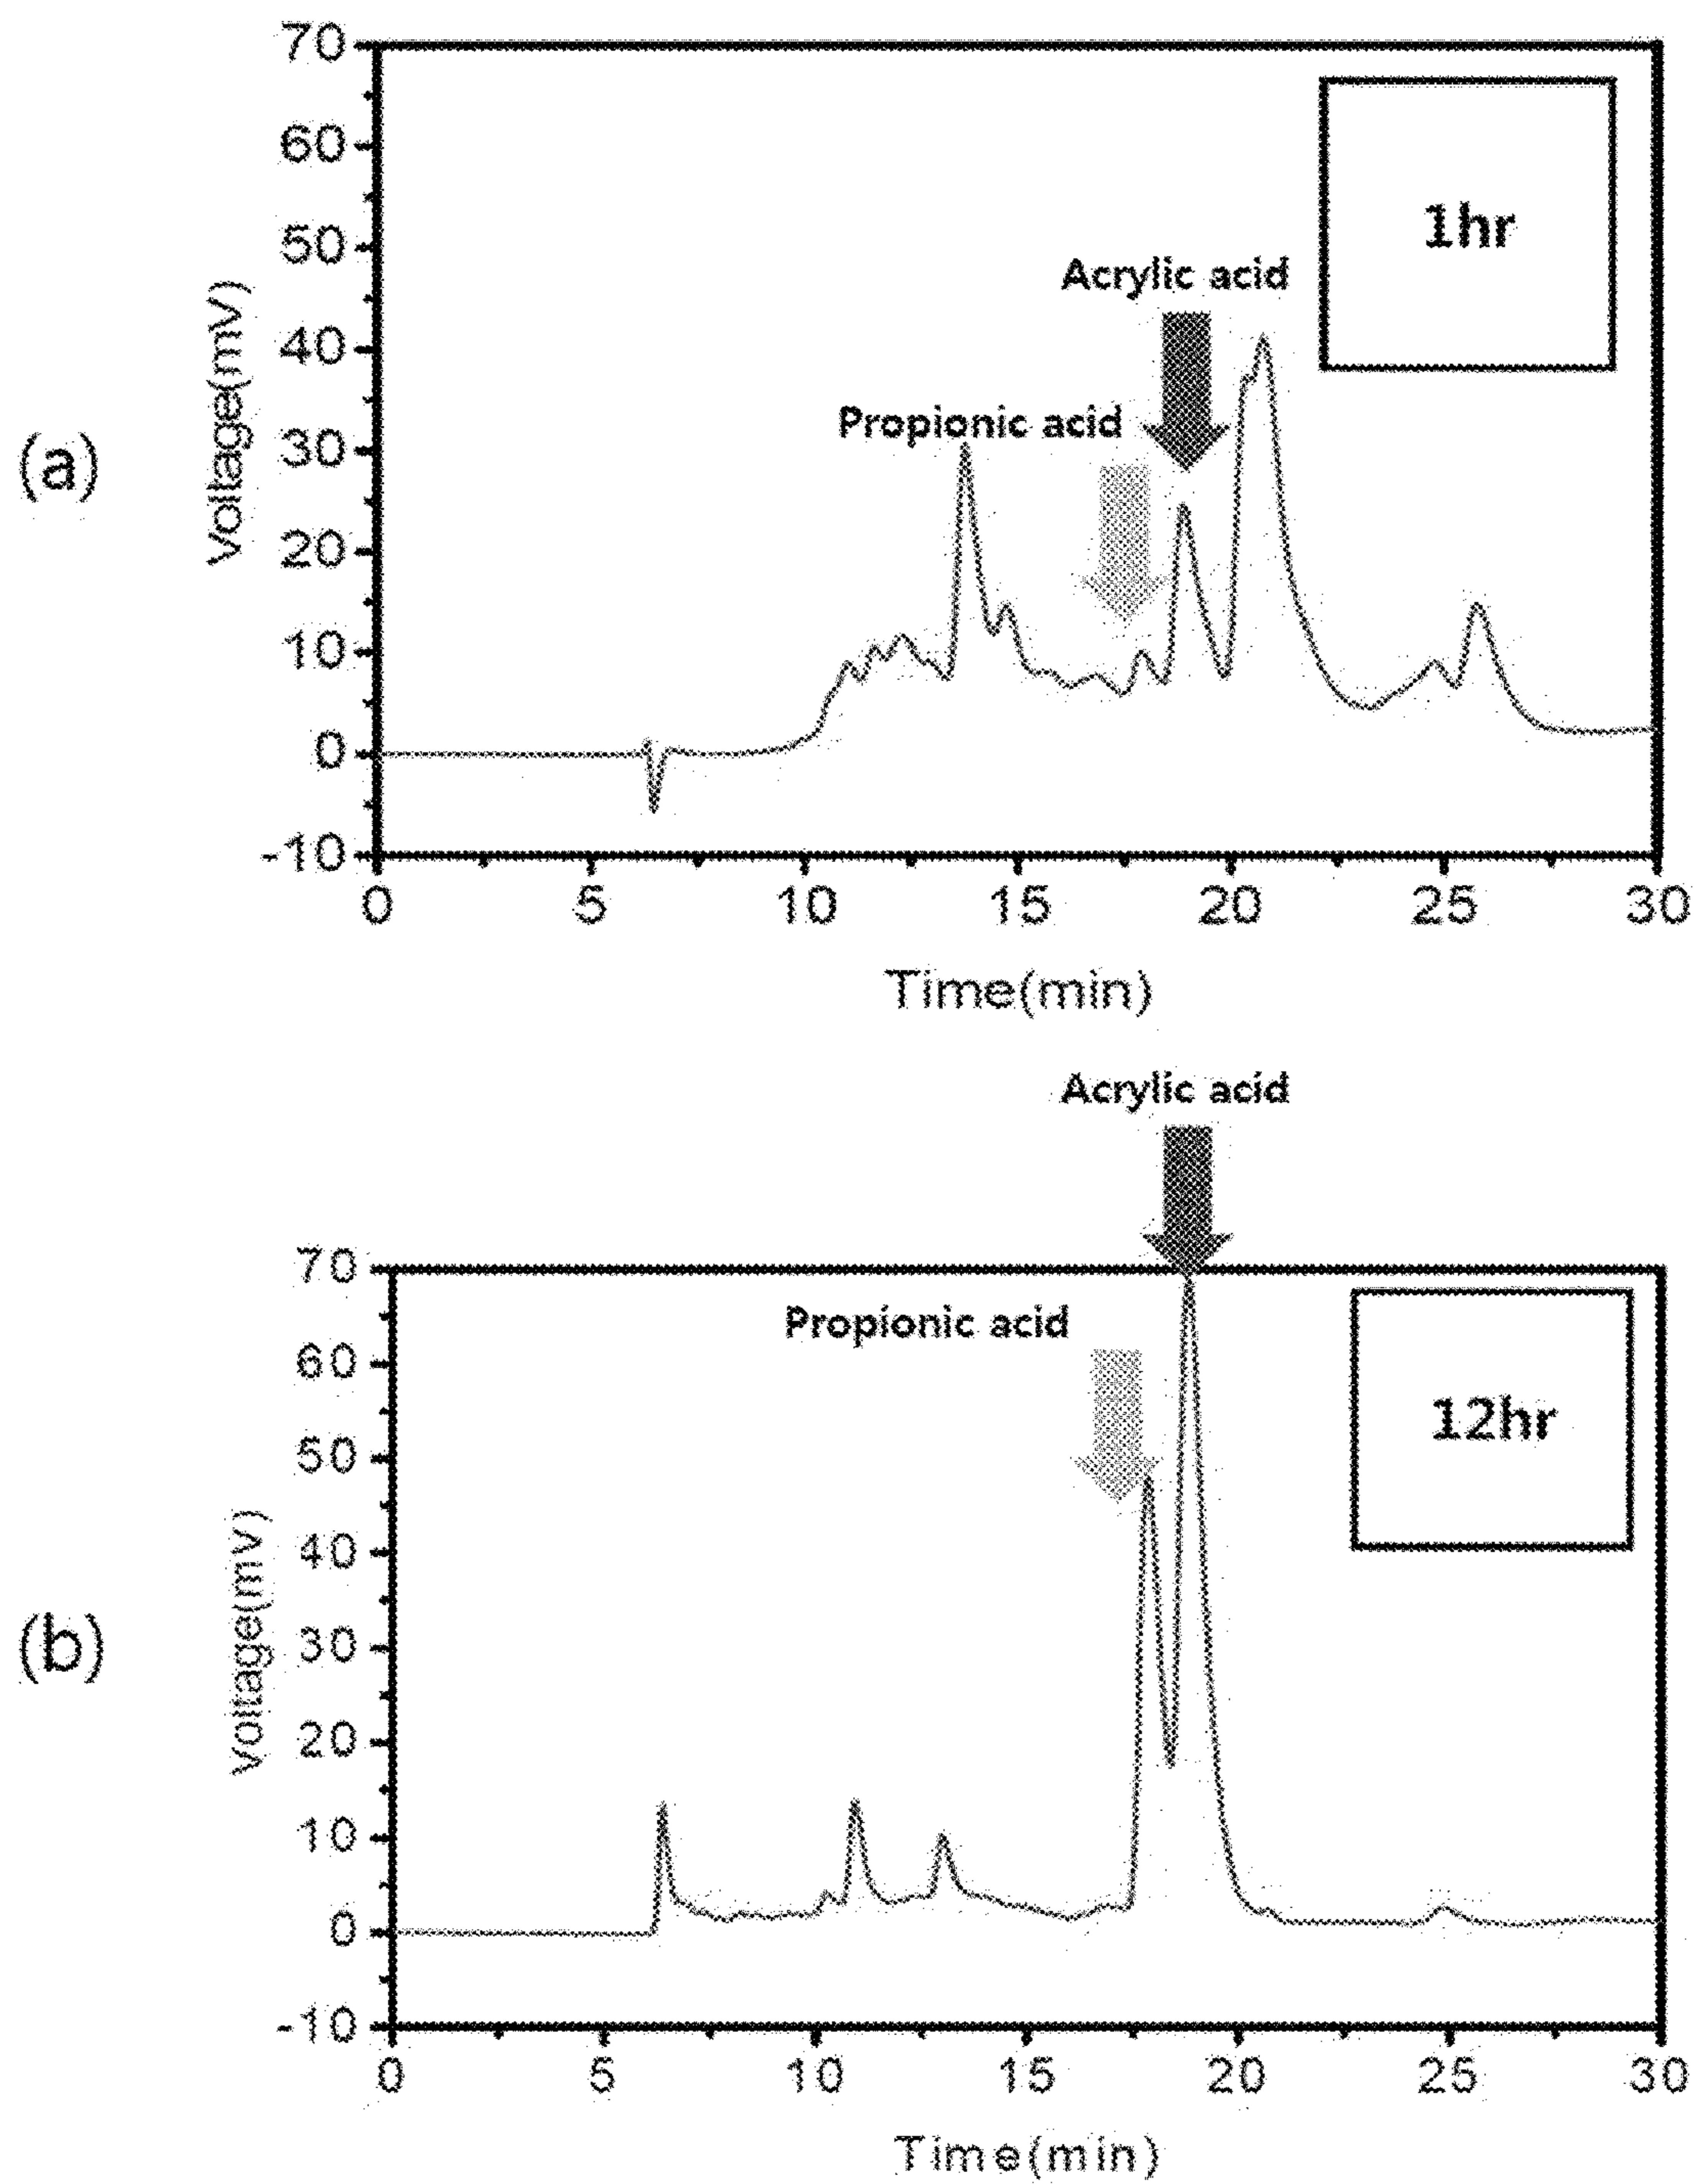 70
60
50
40
30
20
10
0
-10
Voltage(mV)
(a)
1hr
Acrylic acid
Propionic acid
0 5 10 15 20 25 30
Time(min)
Acrylic acid
70
60
50
40
30
20
10
0
-10
Voltage(mV)
(b)
Propionic acid
12hr
0 5 10 15 20 25 30
Time(min)